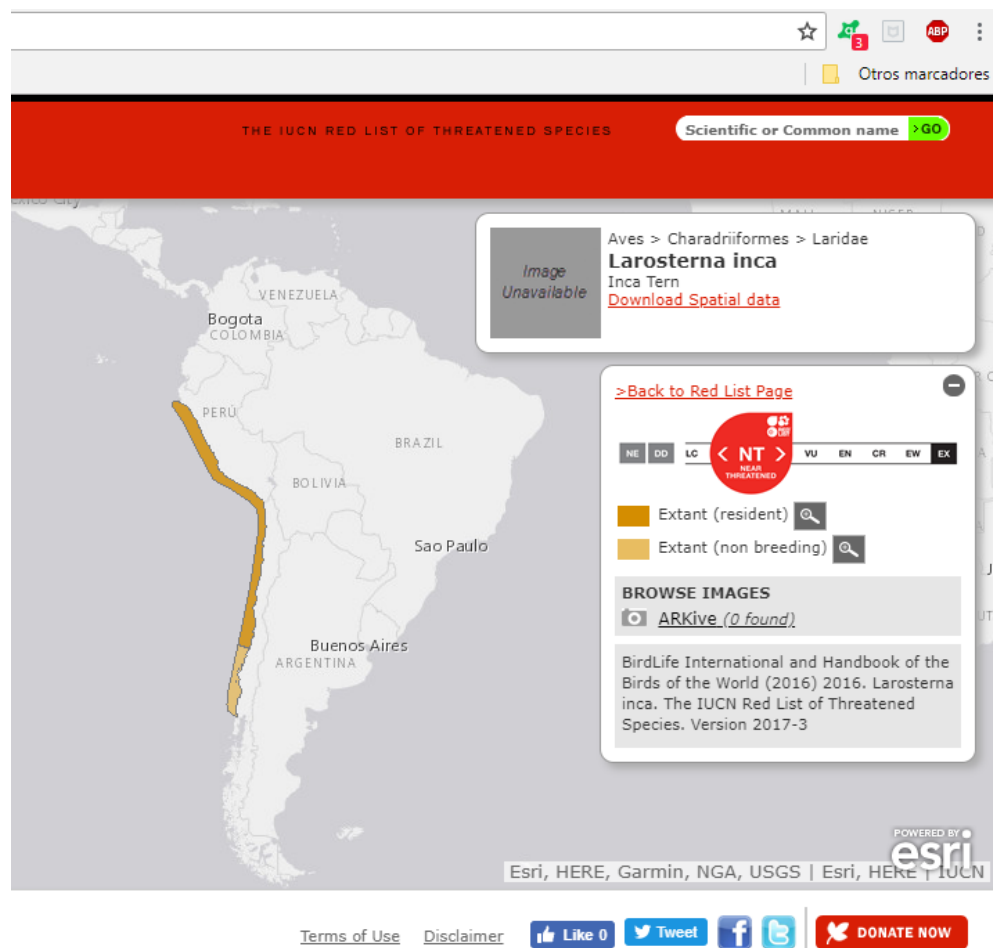 3
ABP
Otros marcadores
THE IUCN RED LIST OF THREATENED SPECIES
Scientific or Common name
>GO
Mexico City
MALI
NIGER
Aves > Charadriiformes > Laridae
Image
Unavailable
Larosterna inca
Inca Tern
Download Spatial data
VENEZUELA
Bogota
COLOMBIA
PERÚ
BRAZIL
BOLIVIA
Sao Paulo
Buenos Aires
ARGENTINA
>Back to Red List Page
NE DD LC < NT > VU EN CR EW EX
NEAR
THREATENED
Extant (resident)
Extant (non breeding)
BROWSE IMAGES
ARKive (0 found)
BirdLife International and Handbook of the
Birds of the World (2016) 2016. Larosterna
inca. The IUCN Red List of Threatened
Species. Version 2017-3
POWERED BY
esri
Esri, HERE, Garmin, NGA, USGS | Esri, HERE | IUCN
Terms of Use Disclaimer Like 0 Tweet DONATE NOW